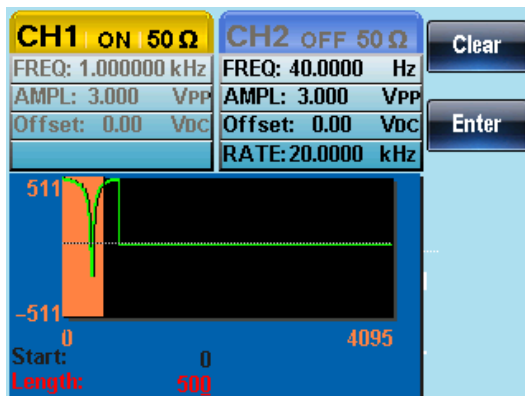 CH1 ON 50 Ω CH2 OFF 50 Ω Clear
FREQ: 1.000000 kHz FREQ: 40.0000 Hz
AMPL: 3.000 VPP AMPL: 3.000 VPP
Offset: 0.00 VDC Offset: 0.00 VDC Enter
RATE: 20.0000 kHz
511
-511
0 4095
Start: 0
Length: 500